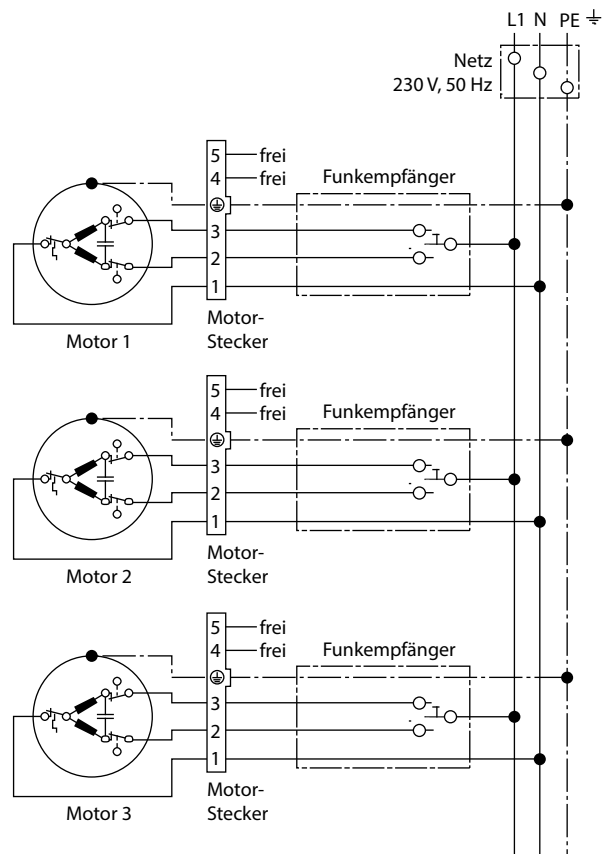 L1 N PE
Netz
230 V, 50 Hz
5 frei
4 frei
Funkempfänger
3
2
1
Motor 1
Motor-
Stecker
5 frei
4 frei
Funkempfänger
3
2
1
Motor 2
Motor-
Stecker
5 frei
4 frei
Funkempfänger
3
2
1
Motor 3
Motor-
Stecker